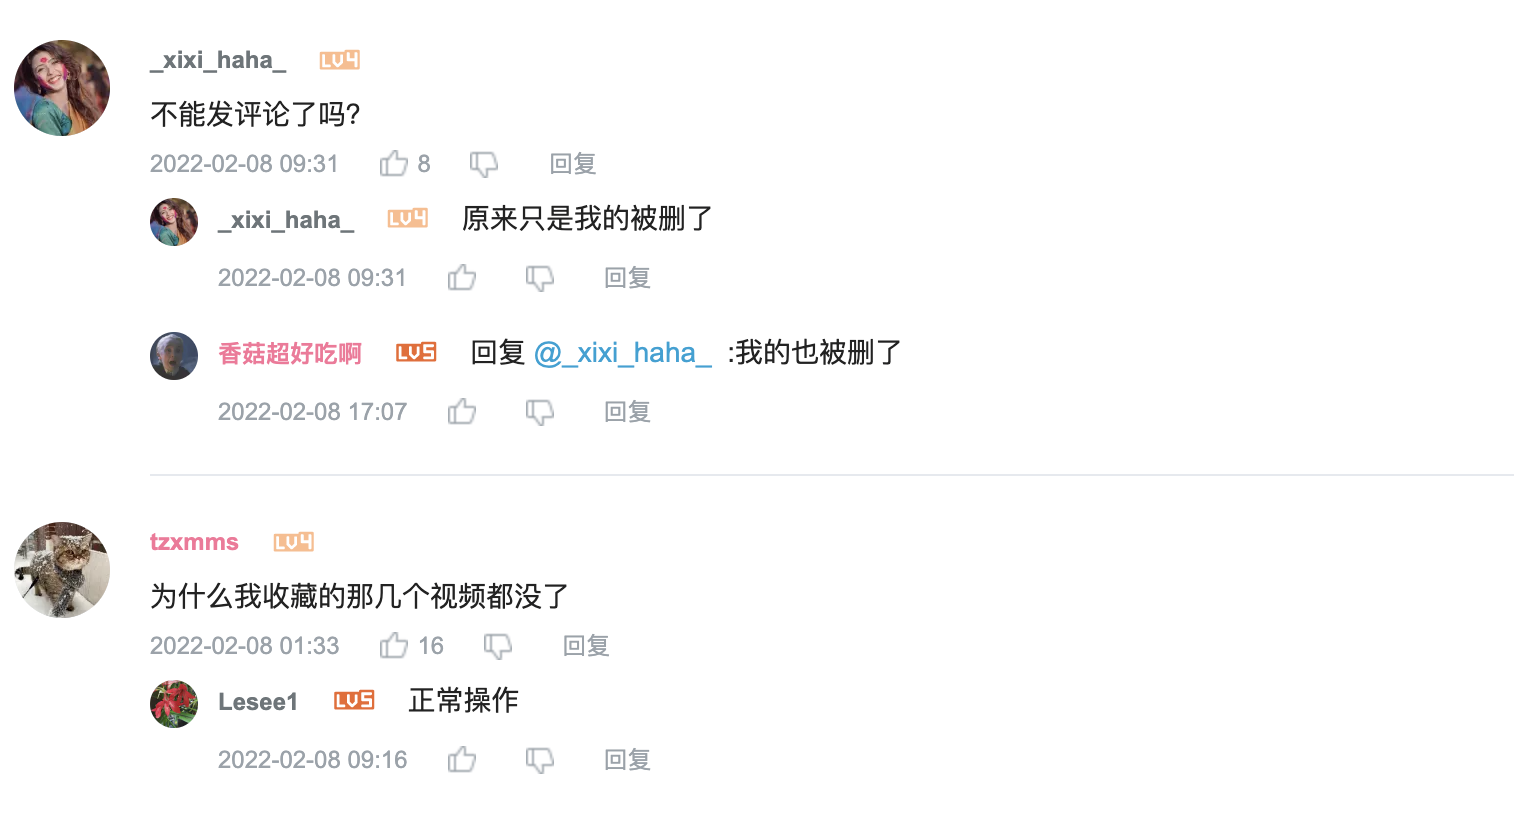 _xixi_haha_ LV4
不能发评论了吗?
2022-02-08 09:31 8 回复
_xixi_haha_ LV4 原来只是我的被删了
2022-02-08 09:31 回复
香菇超好吃啊 LV5 回复 @_xixi_haha_ :我的也被删了
2022-02-08 17:07 回复
tzxmms LV4
为什么我收藏的那几个视频都没了
2022-02-08 01:33 16 回复
Lesee1 LV5 正常操作
2022-02-08 09:16 回复